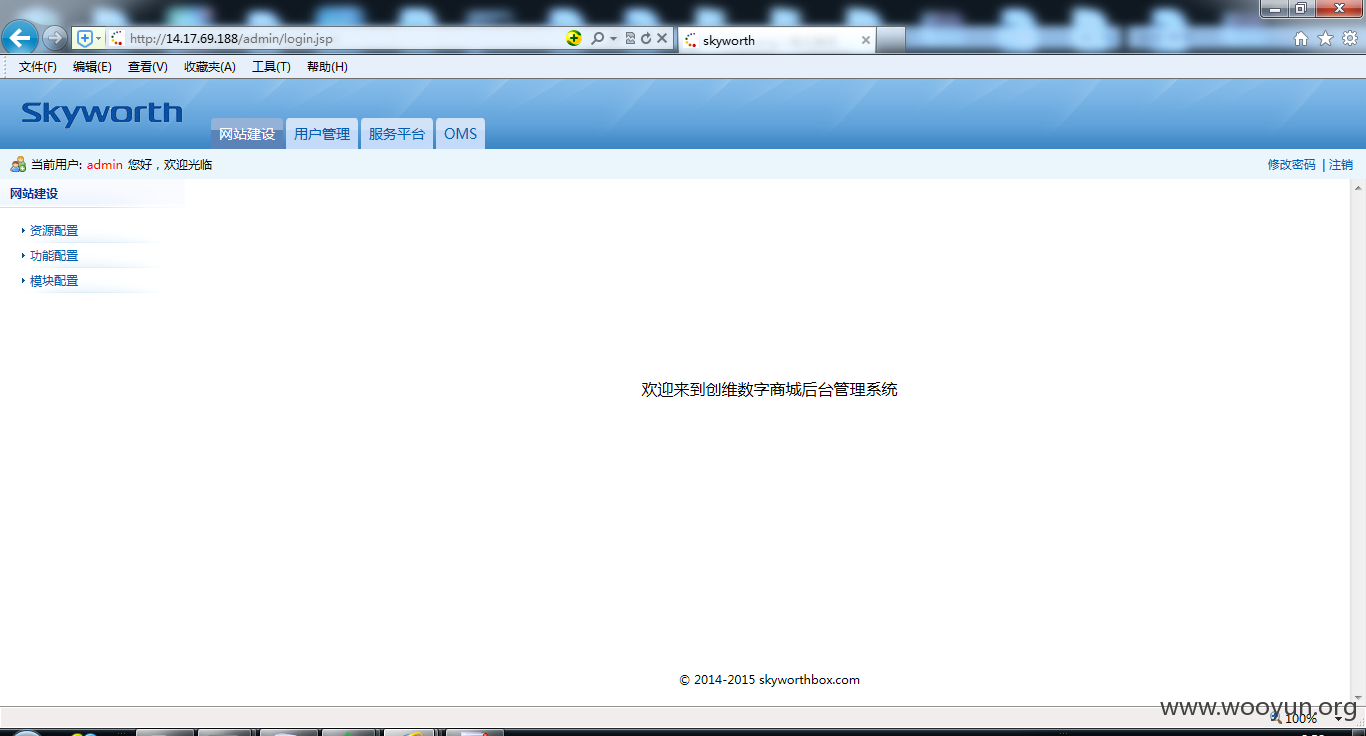 http://14.17.69.188/admin/login.jsp
skyworth
文件(F) 编辑(E) 查看(V) 收藏夹(A) 工具(T) 帮助(H)
Skyworth
网站建设 用户管理 服务平台 OMS
当前用户: admin 您好，欢迎光临
修改密码 | 注销
网站建设
资源配置
功能配置
模块配置
欢迎来到创维数字商城后台管理系统
© 2014-2015 skyworthbox.com
www.wooyun.org
100%